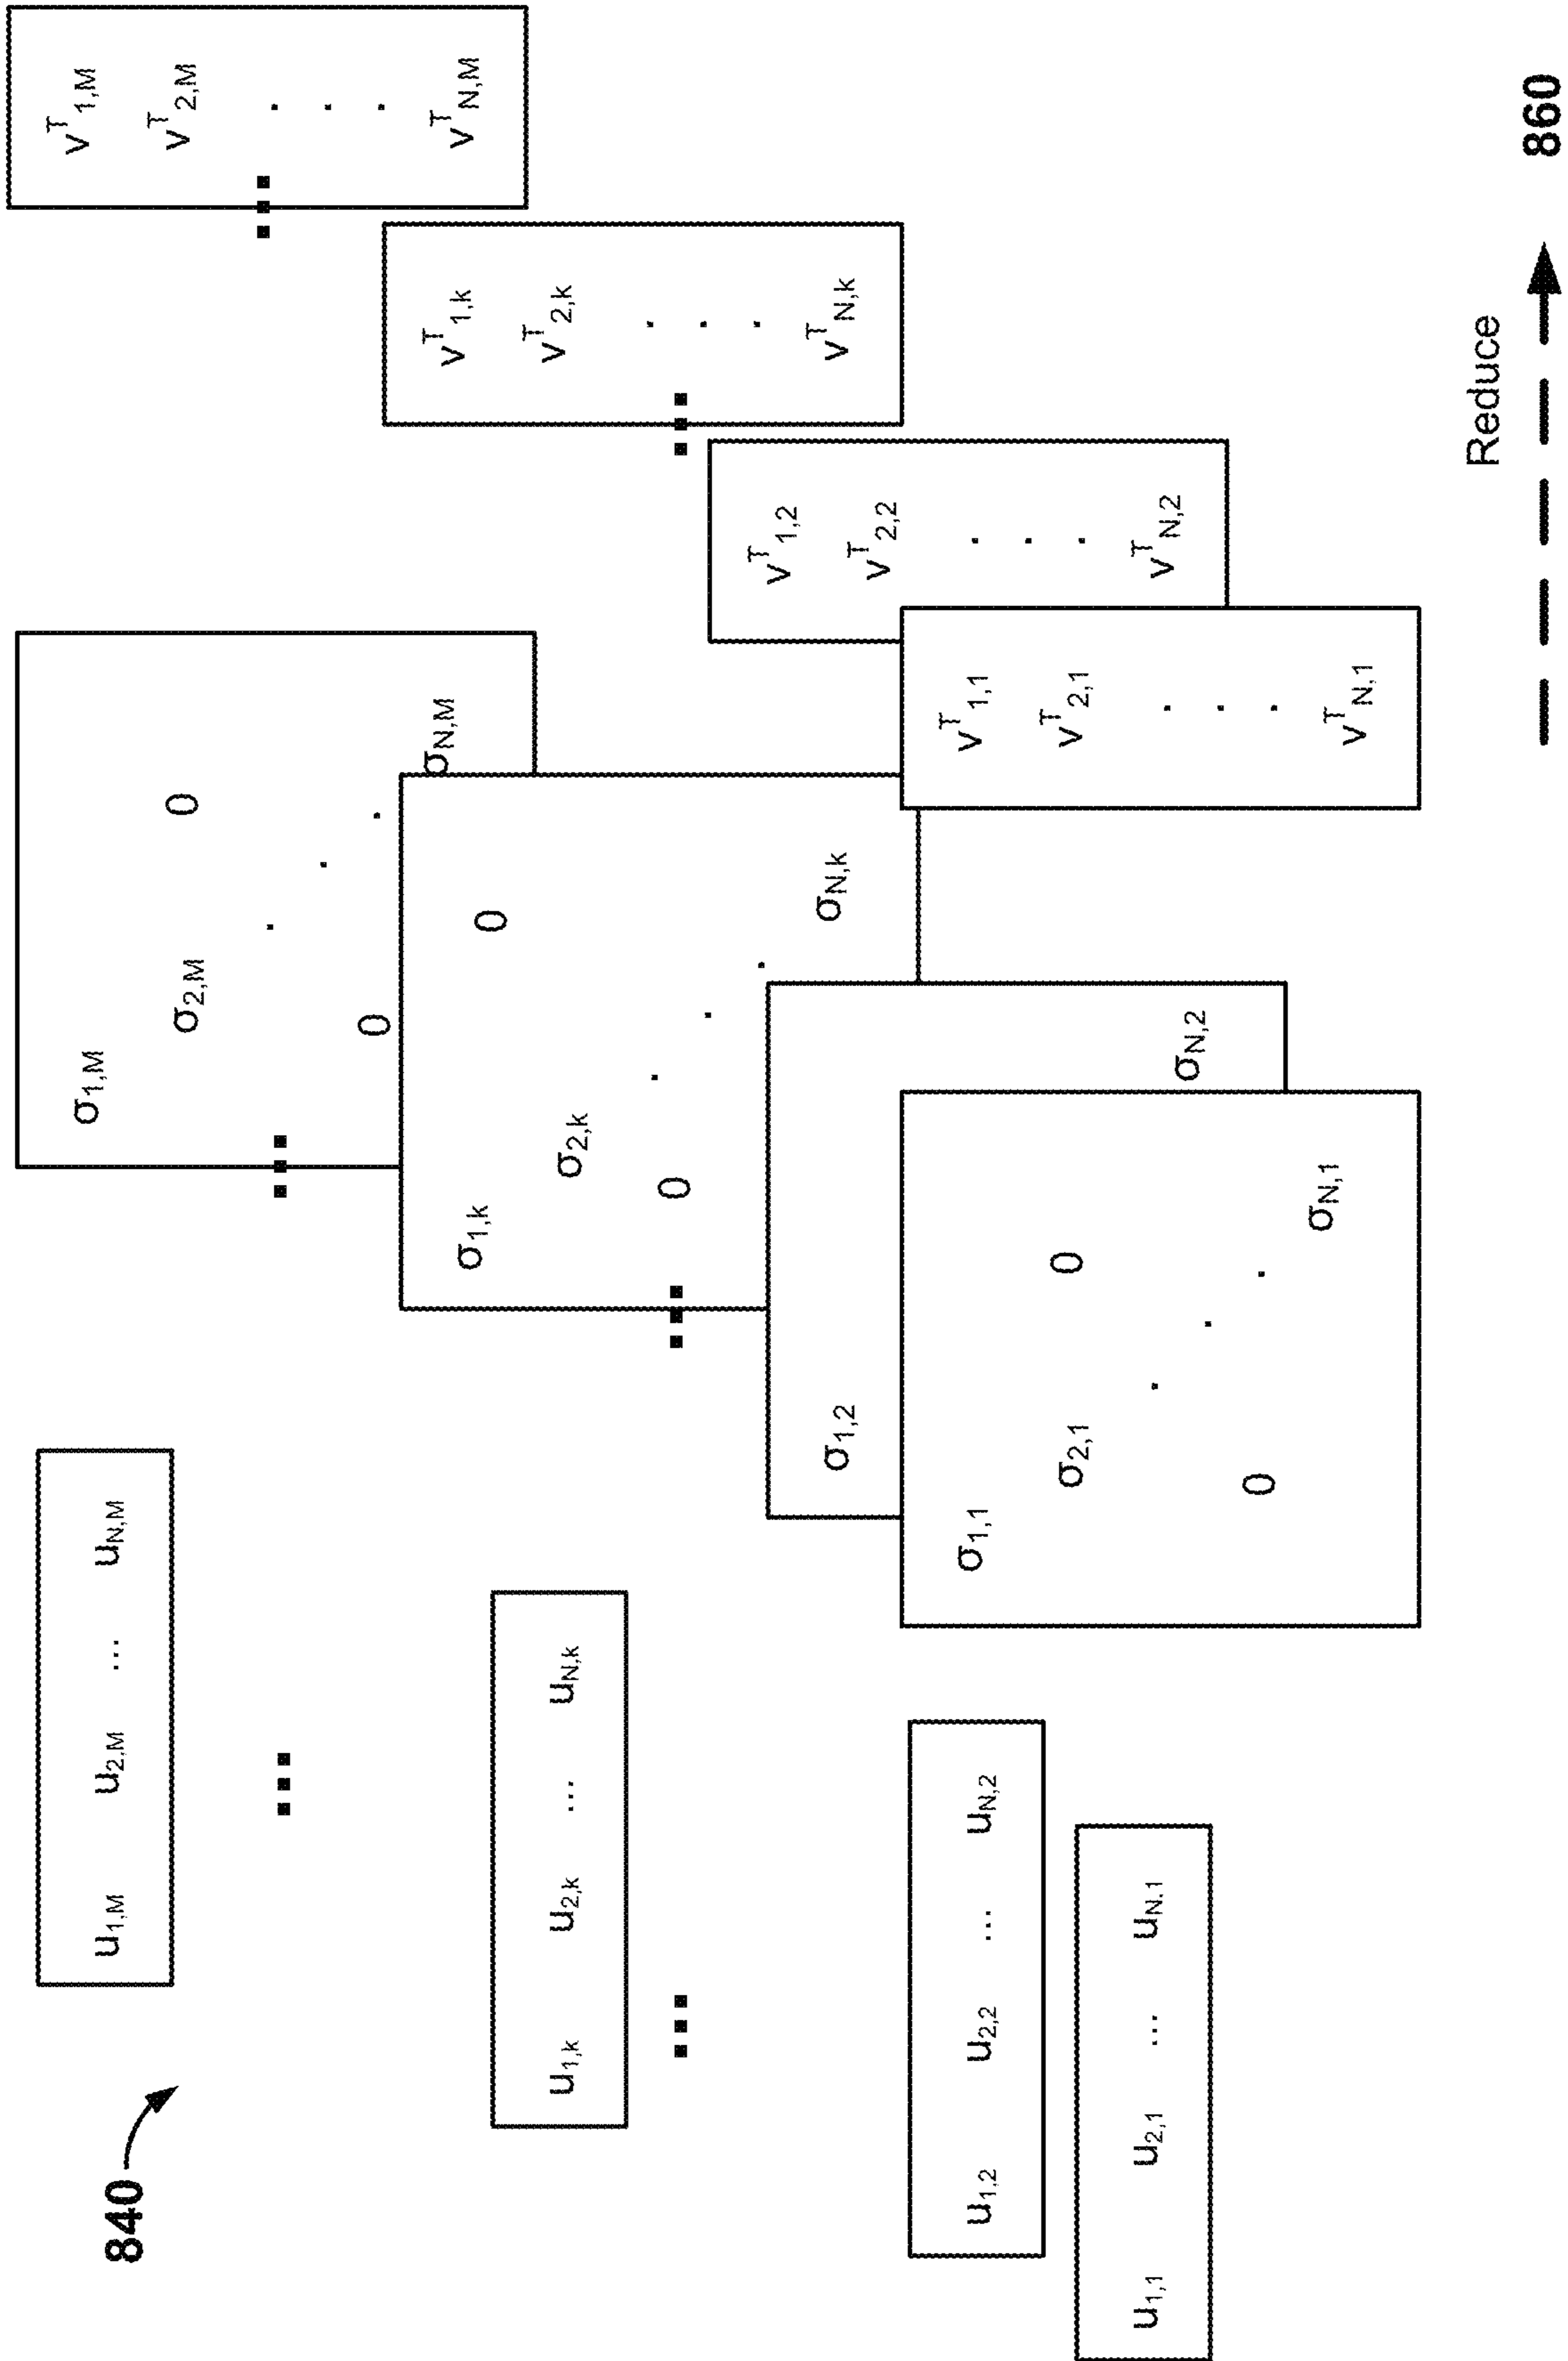 840
u1,M u2,M ... uN,M
σ1,M
σ2,M 0
0
σN,M
vT1,M
vT2,M
vTN,M
u1,k u2,k ... uN,k
σ1,k
0
σ2,k
0
σN,k
vT1,k
vT2,k
vTN,k
u1,2 u2,2 ... uN,2
σ1,2
σN,2
vT1,2
vT2,2
vTN,2
u1,1 u2,1 ... uN,1
σ1,1
σ2,1 0
0
σN,1
vT1,1
vT2,1
vTN,1
Reduce
860